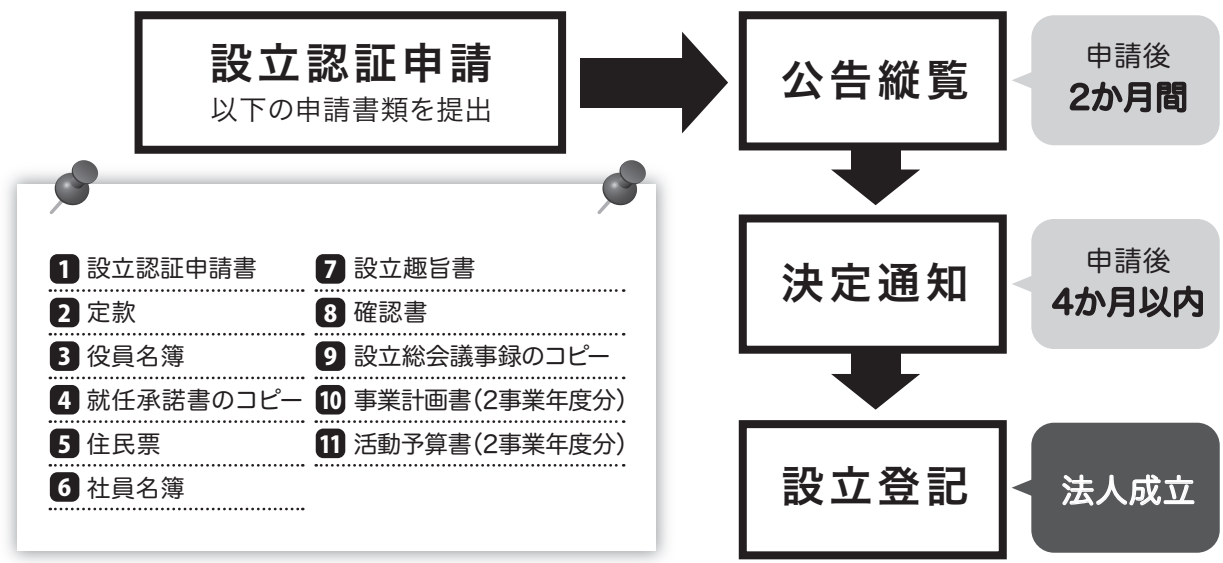 設立認証申請
以下の申請書類を提出
公告縦覧
申請後
2か月間
1 設立認証申請書
2 定款
3 役員名簿
4 就任承諾書のコピー
5 住民票
6 社員名簿
7 設立趣旨書
8 確認書
9 設立総会議事録のコピー
10 事業計画書(2事業年度分)
11 活動予算書(2事業年度分)
決定通知
申請後
4か月以内
設立登記
法人成立